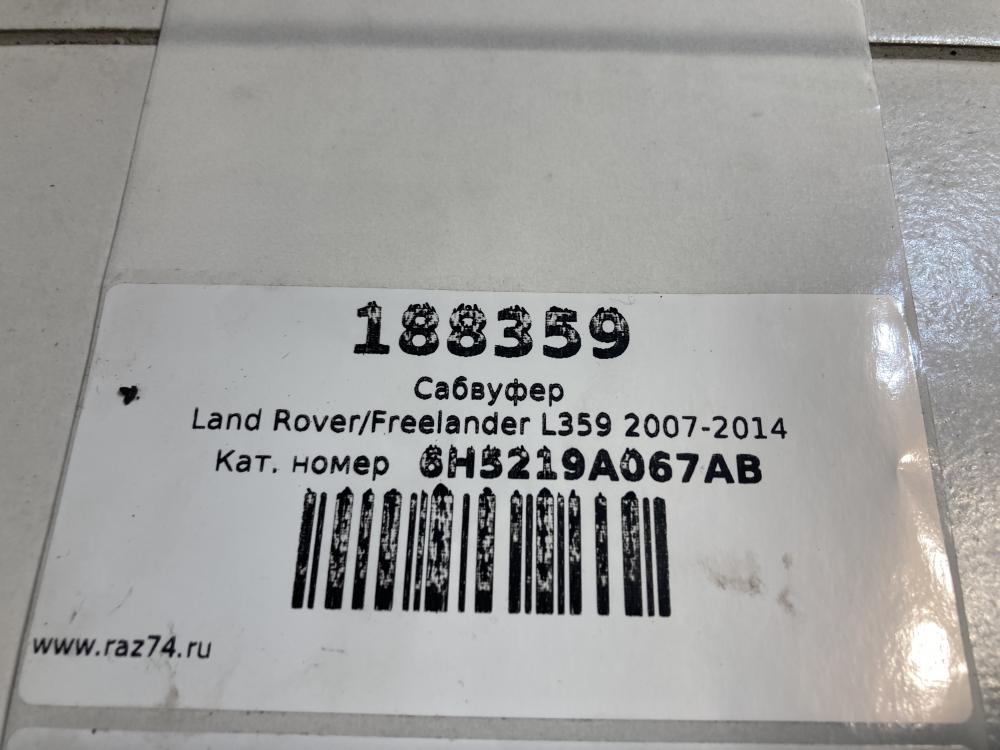 188359
Сабвуфер
Land Rover/Freelander L359 2007-2014
Кат. номер 6H5219A067AB
www.raz74.ru